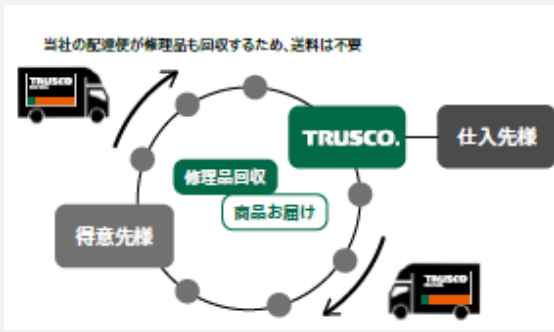 当社の配達便が修理品も回収するため、送料は不要
TRUSCO
TRUSCO.
仕入先様
修理品回収
商品お届け
得意先様
TRUSCO